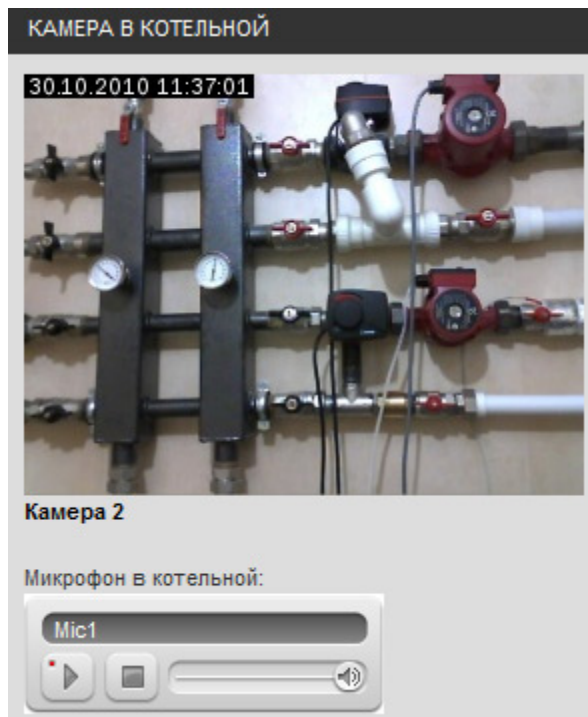 КАМЕРА В КОТЕЛЬНОЙ
30.10.2010 11:37:01
Камера 2
Микрофон в котельной:
Mic1